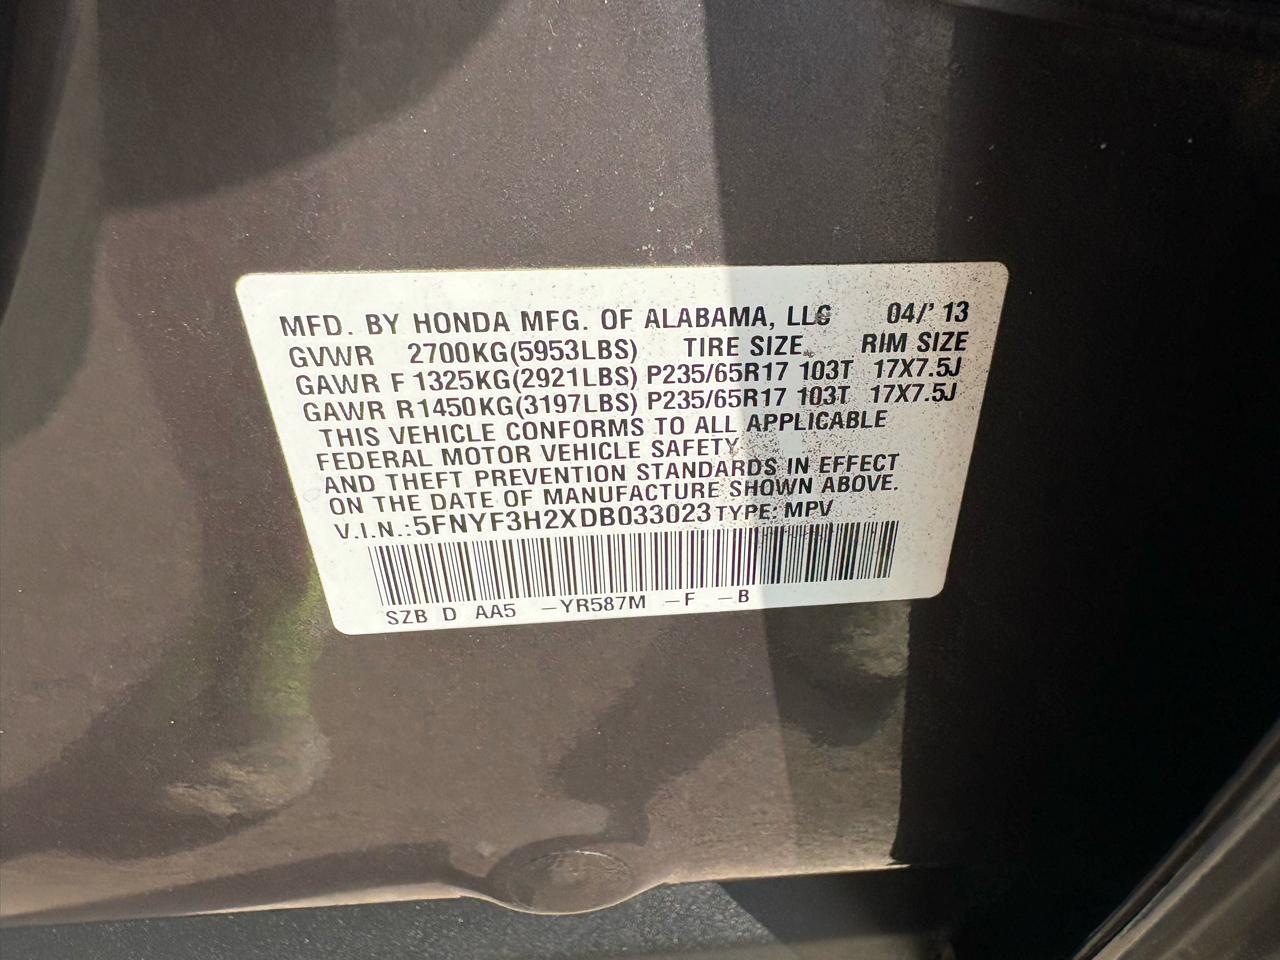 MFD. BY HONDA MFG. OF ALABAMA, LLC 04/'13
GVWR 2700KG(5953LBS) TIRE SIZE RIM SIZE
GAWR F 1325KG(2921LBS) P235/65R17 103T 17X7.5J
GAWR R1450KG(3197LBS) P235/65R17 103T 17X7.5J
THIS VEHICLE CONFORMS TO ALL APPLICABLE
FEDERAL MOTOR VEHICLE SAFETY
AND THEFT PREVENTION STANDARDS IN EFFECT
ON THE DATE OF MANUFACTURE SHOWN ABOVE.
V.I.N.:5FNYF3H2XDB033023 TYPE: MPV
SZB D AA5 -YR587M -F -B